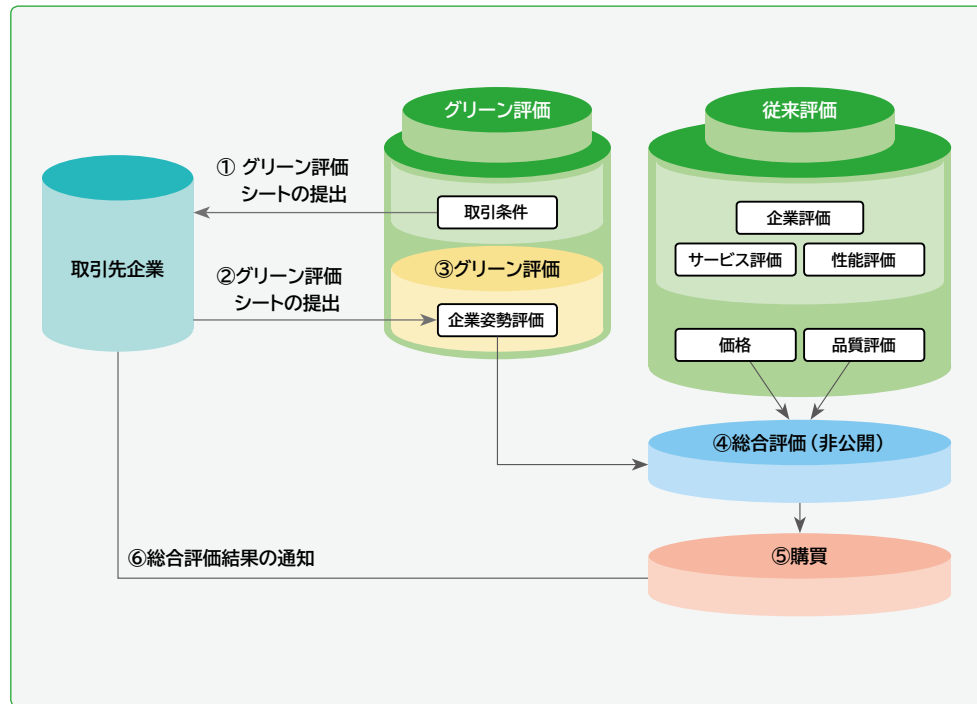 グリーン評価
従来評価
① グリーン評価
シートの提出
取引条件
企業評価
サービス評価
性能評価
取引先企業
②グリーン評価
シートの提出
③グリーン評価
企業姿勢評価
価格
品質評価
④総合評価（非公開）
⑥総合評価結果の通知
⑤購買